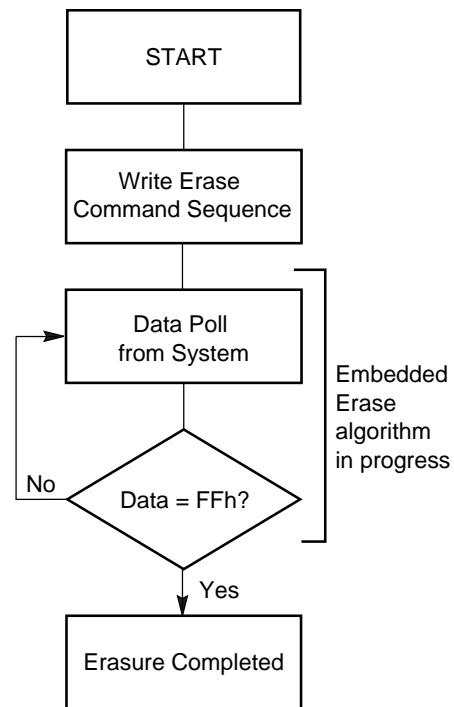 START
Write Erase
Command Sequence
Data Poll
from System
Embedded
Erase
algorithm
in progress
No
Data = FFh?
Yes
Erasure Completed